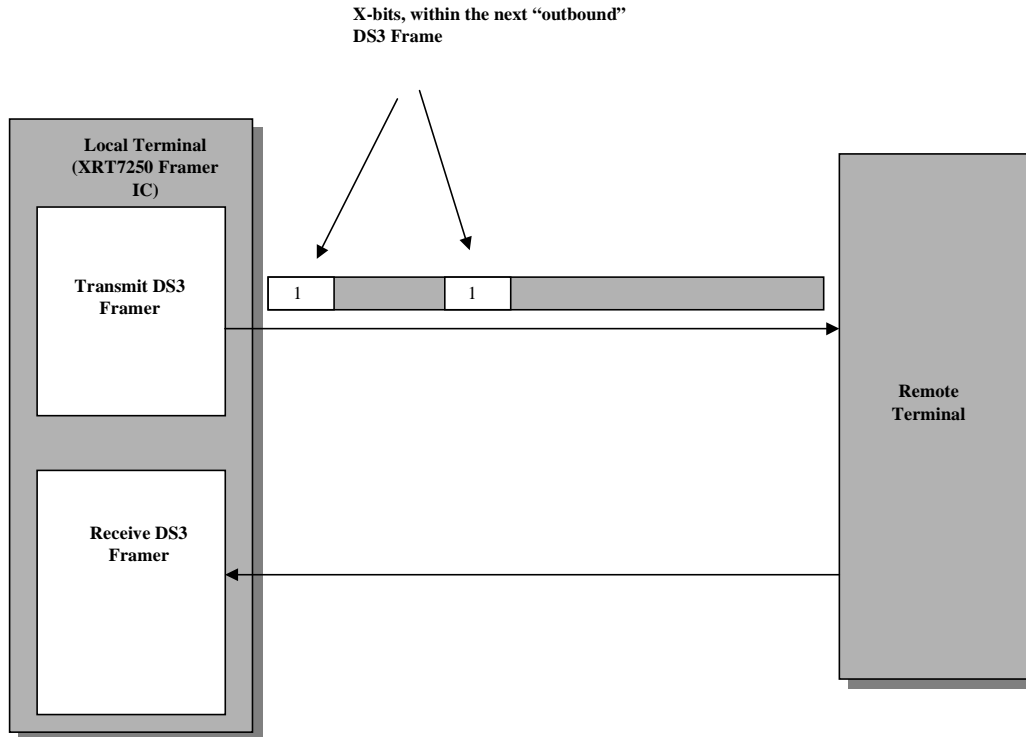 X-bits, within the next “outbound”
DS3 Frame
Local Terminal
(XRT7250 Framer
IC)
Transmit DS3
Framer
1
1
Remote
Terminal
Receive DS3
Framer